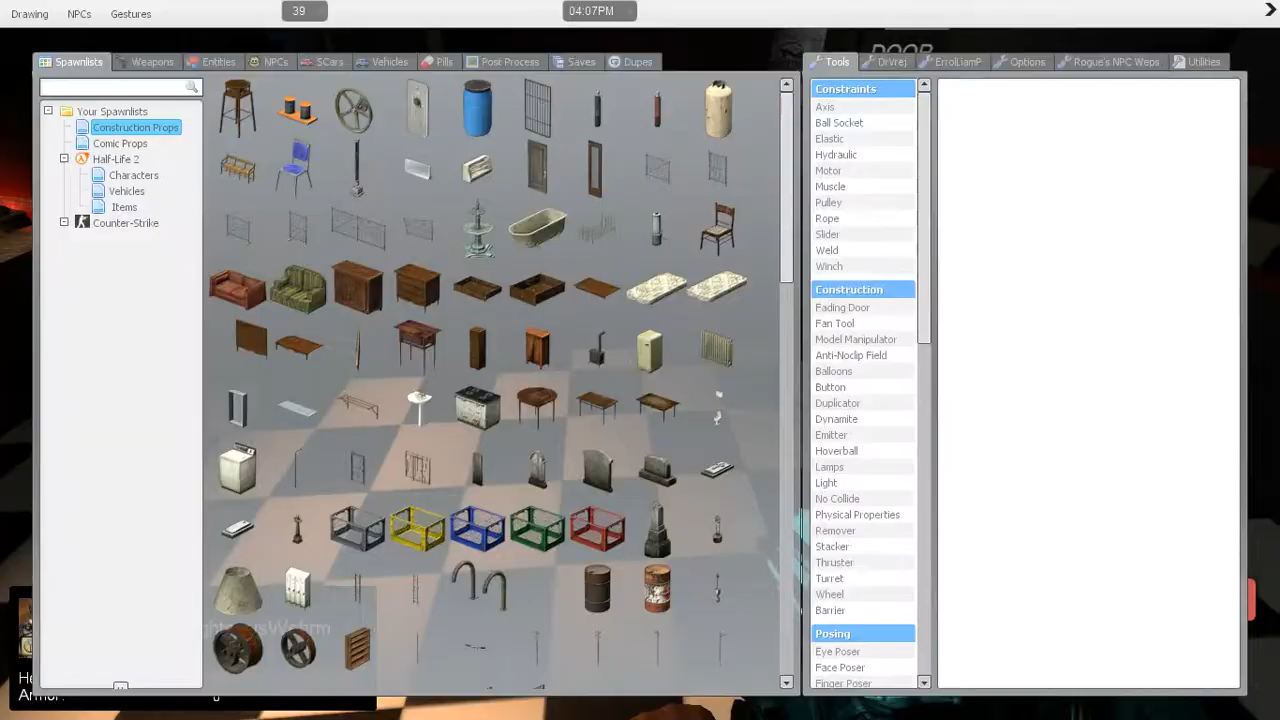 Drawing NPCs Gestures 39 04:07PM
DOOR
Spawnlists Weapons Entities NPCs SCars Vehicles Pills Post Process Saves Dupes
Tools DrVrej ErrolLiamP Options Rogue's NPC Weps Utilities
Your Spawnlists
Construction Props
Comic Props
Half-Life 2
Characters
Vehicles
Items
Counter-Strike
Constraints
Axis
Ball Socket
Elastic
Hydraulic
Motor
Muscle
Pulley
Rope
Slider
Weld
Winch
Construction
Fading Door
Fan Tool
Model Manipulator
Anti-Noclip Field
Balloons
Button
Duplicator
Dynamite
Emitter
Hoverball
Lamps
Light
No Collide
Physical Properties
Remover
Stacker
Thruster
Turret
Wheel
Barrier
Posing
Eye Poser
Face Poser
Finger Poser
He
Armor